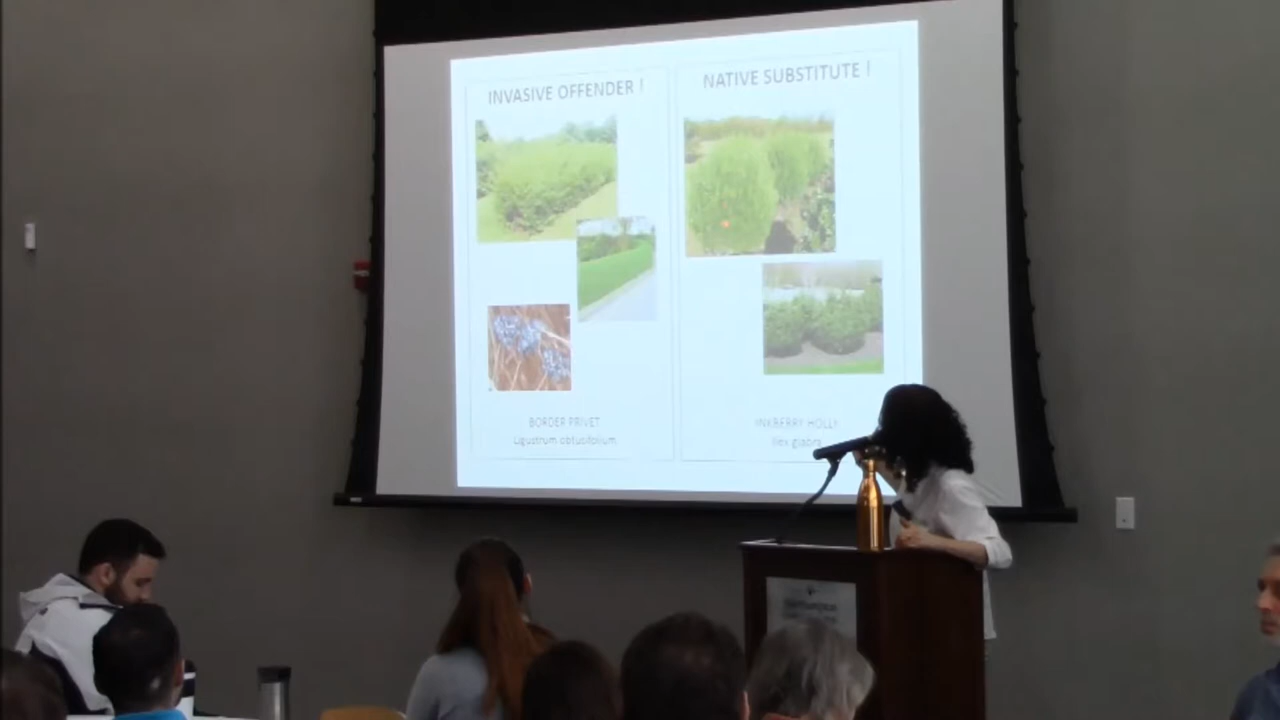 INVASIVE OFFENDER !
BORDER PRIVET
Ligustrum obtusifolium
NATIVE SUBSTITUTE !
INKBERRY HOLLY
Ilex glabra